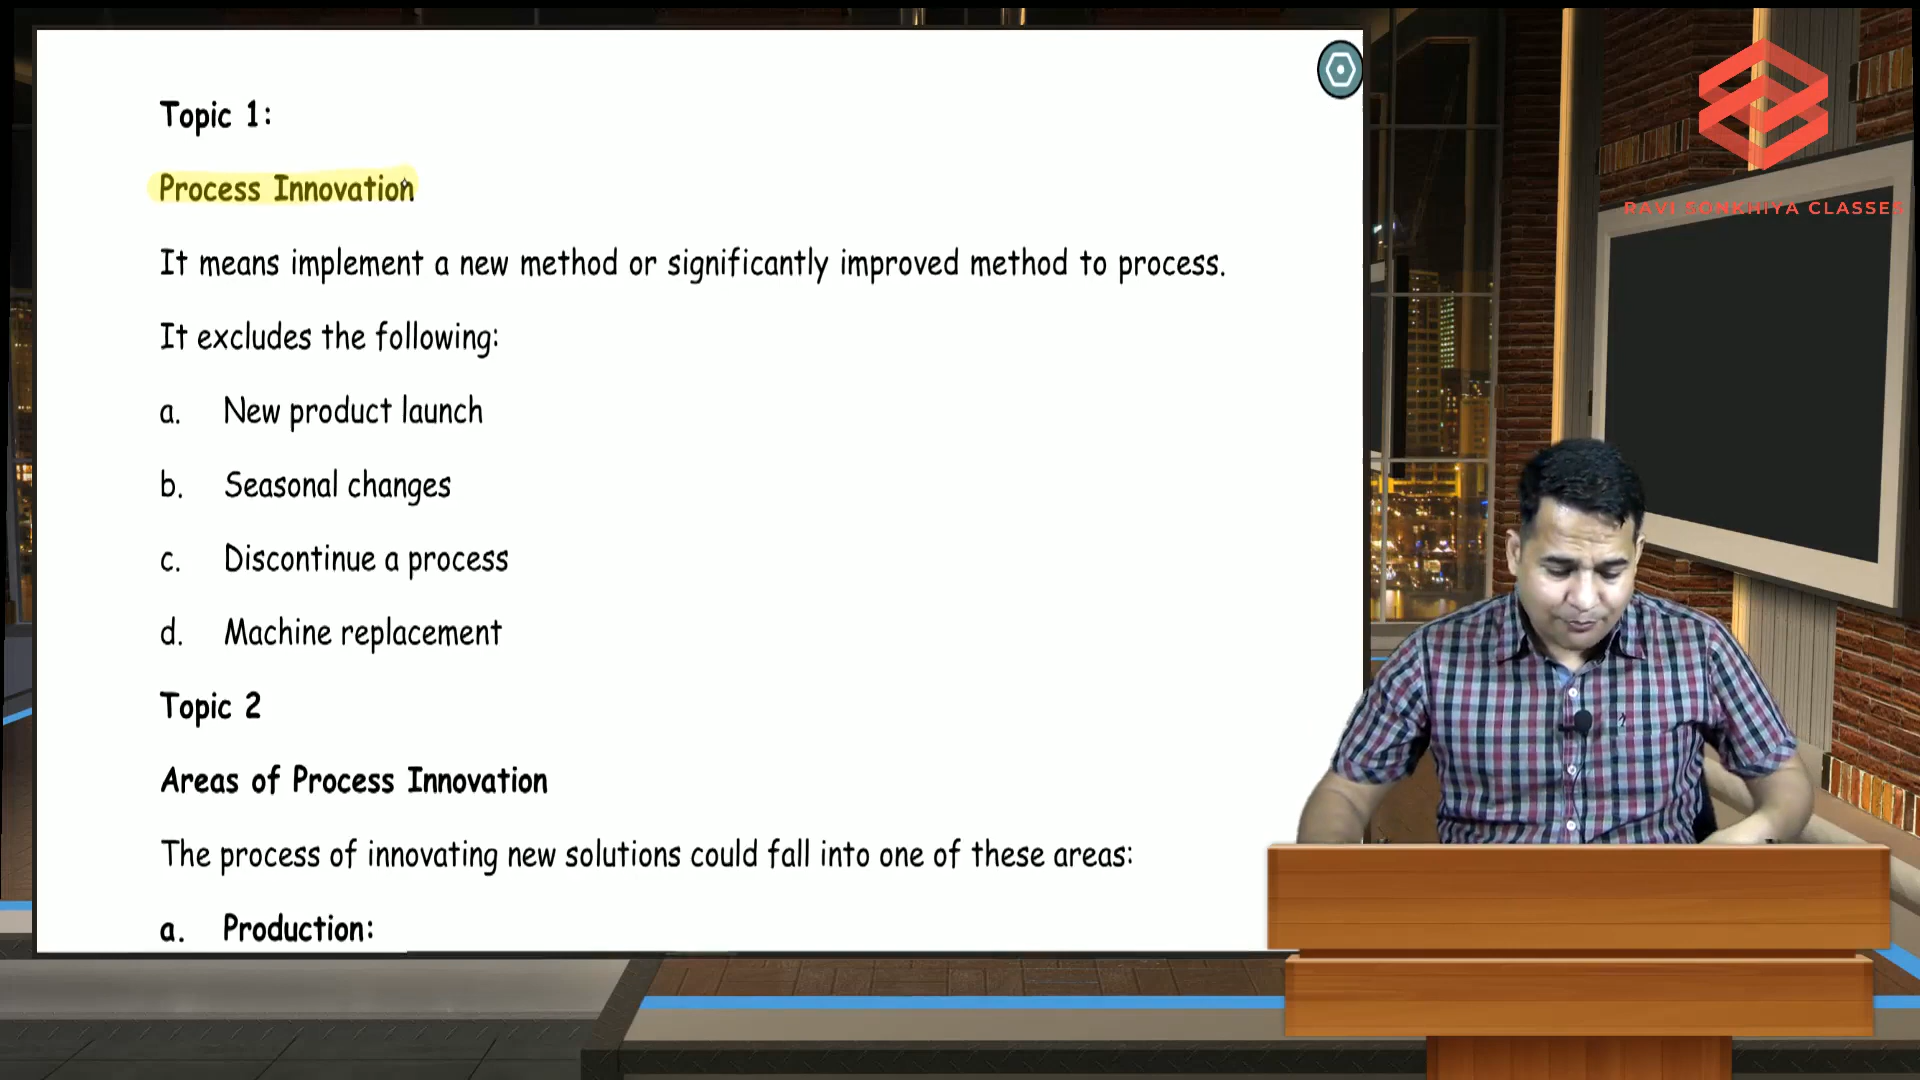 Topic 1:
Process Innovation
It means implement a new method or significantly improved method to process.
It excludes the following:
a. New product launch
b. Seasonal changes
c. Discontinue a process
d. Machine replacement
Topic 2
Areas of Process Innovation
The process of innovating new solutions could fall into one of these areas:
a. Production:
RAVI SONKHIYA CLASSES